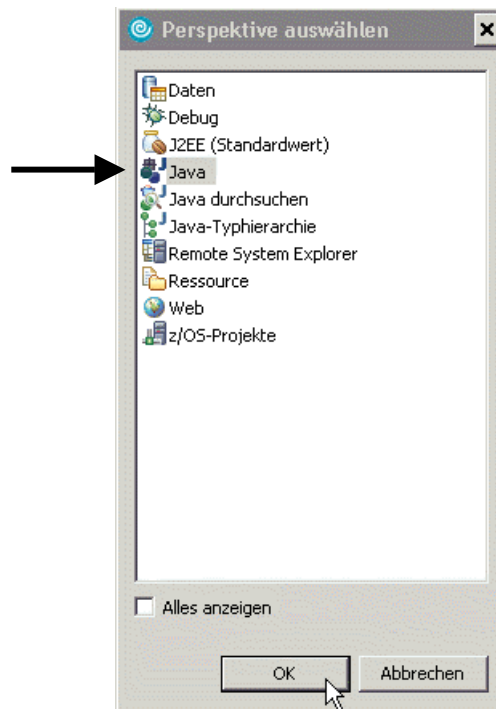 Perspektive auswählen
Daten
Debug
J2EE (Standardwert)
Java
Java durchsuchen
Java-Typhierarchie
Remote System Explorer
Ressource
Web
z/OS-Projekte
Alles anzeigen
OK Abbrechen